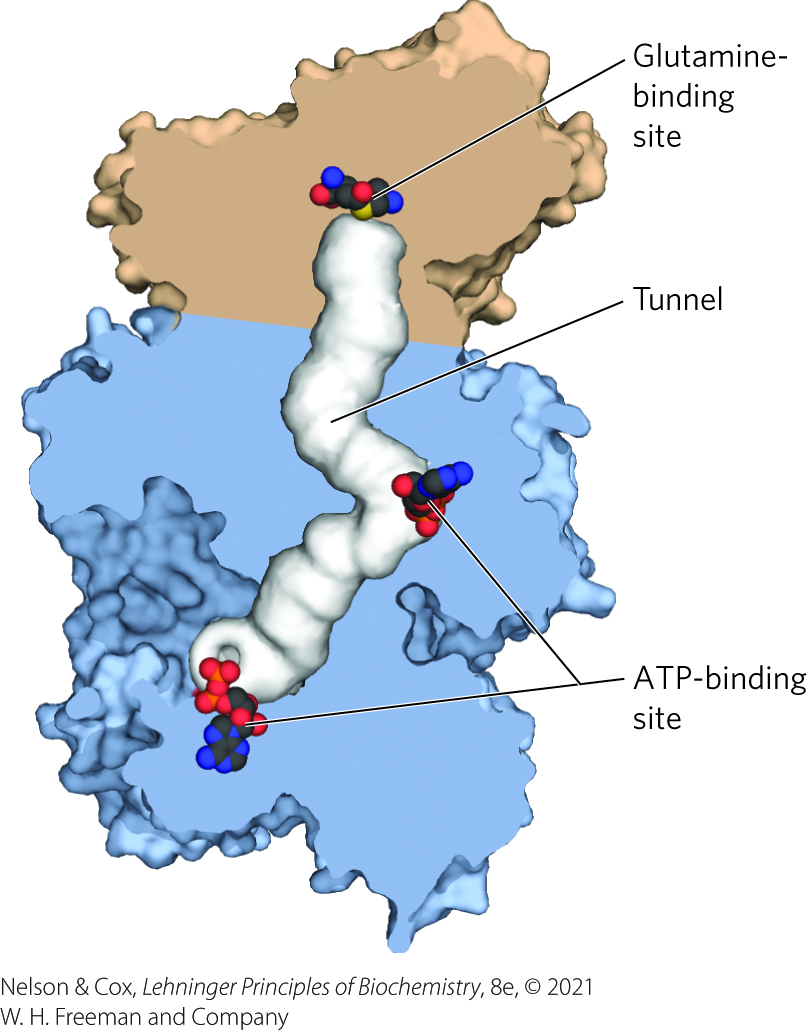 Glutamine-
binding
site
Tunnel
ATP-binding
site
Nelson & Cox, Lehninger Principles of Biochemistry, 8e, © 2021
W. H. Freeman and Company